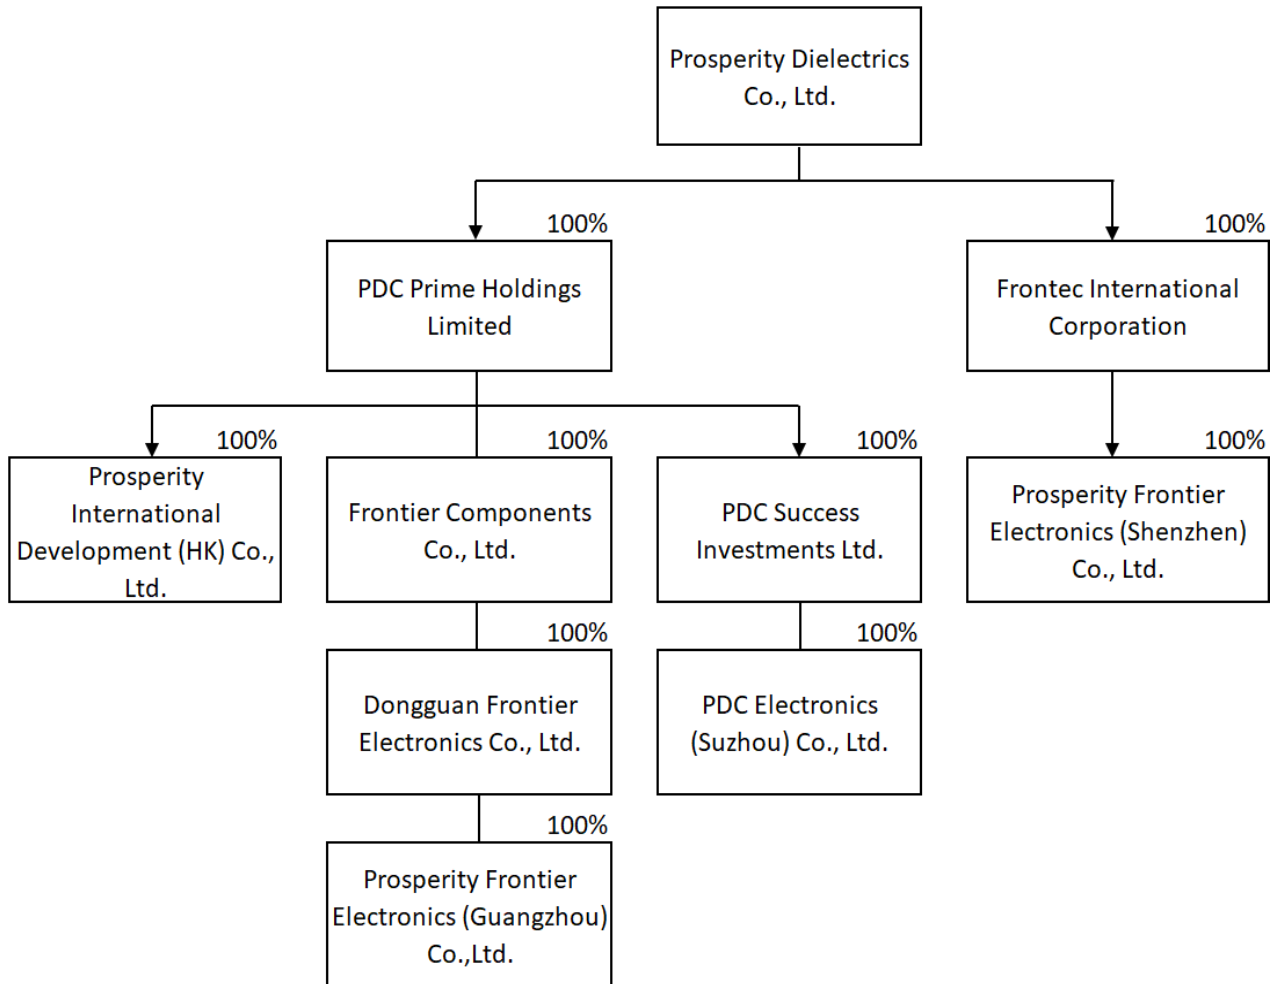 Prosperity Dielectrics
Co., Ltd.
100%
PDC Prime Holdings
Limited
100%
Frontec International
Corporation
100%
Prosperity
International
Development (HK) Co.,
Ltd.
100%
Frontier Components
Co., Ltd.
100%
PDC Success
Investments Ltd.
100%
Prosperity Frontier
Electronics (Shenzhen)
Co., Ltd.
100%
Dongguan Frontier
Electronics Co., Ltd.
100%
PDC Electronics
(Suzhou) Co., Ltd.
100%
Prosperity Frontier
Electronics (Guangzhou)
Co.,Ltd.